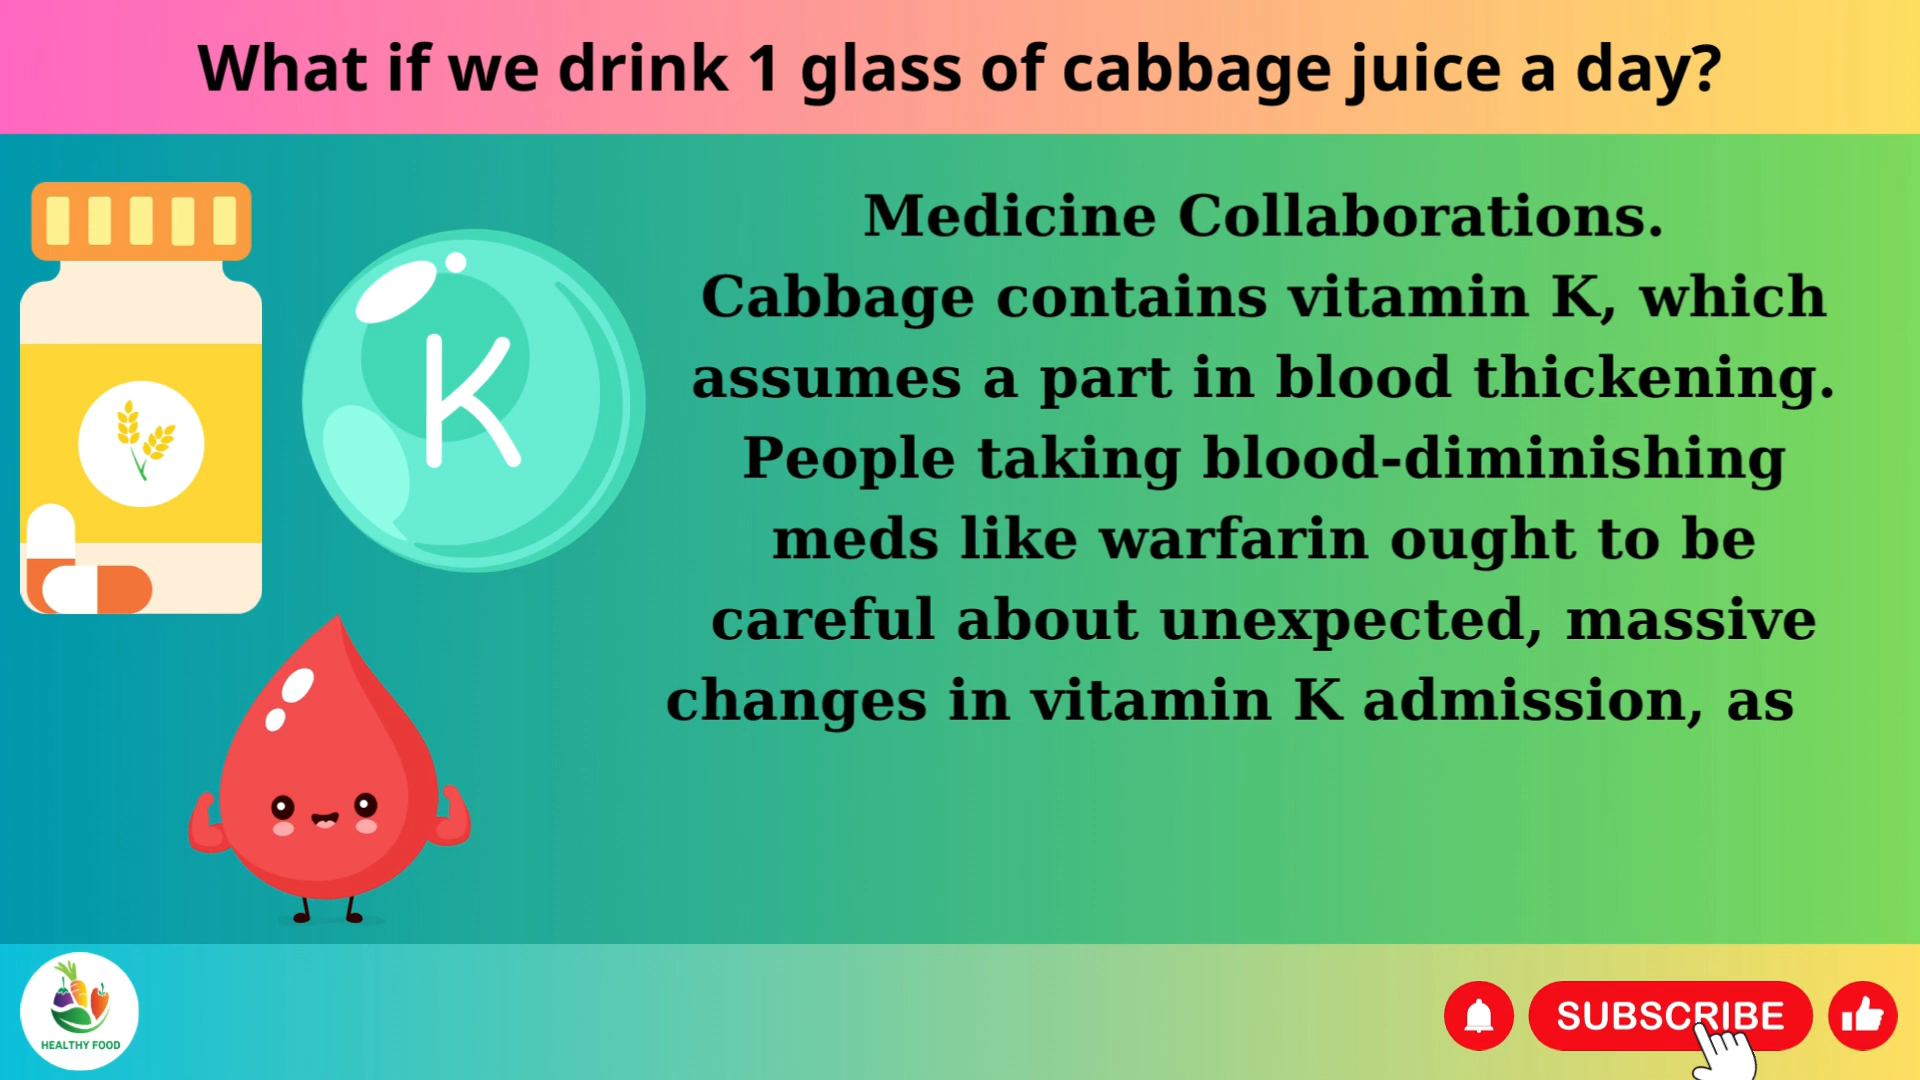 What if we drink 1 glass of cabbage juice a day?
K
Medicine Collaborations.
Cabbage contains vitamin K, which
assumes a part in blood thickening.
People taking blood-diminishing
meds like warfarin ought to be
careful about unexpected, massive
changes in vitamin K admission, as
HEALTHY FOOD
SUBSCRIBE